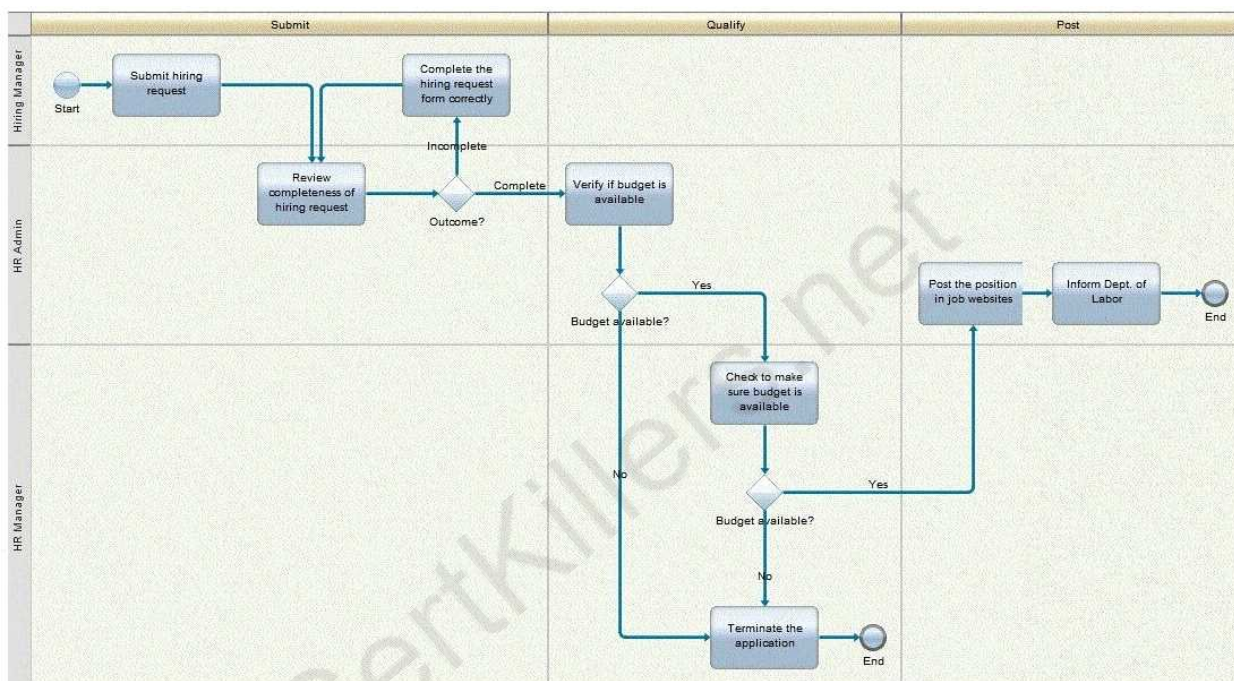 Submit
Qualify
Post
Hiring Manager
Start
Submit hiring
request
Complete the
hiring request
form correctly
Incomplete
HR Admin
Review
completeness of
hiring request
Outcome?
Complete
Verify if budget is
available
Budget available?
Yes
Post the position
in job websites
Inform Dept. of
Labor
End
HR Manager
Check to make
sure budget is
available
No
Budget available?
Yes
No
Terminate the
application
End
CertKillers.net